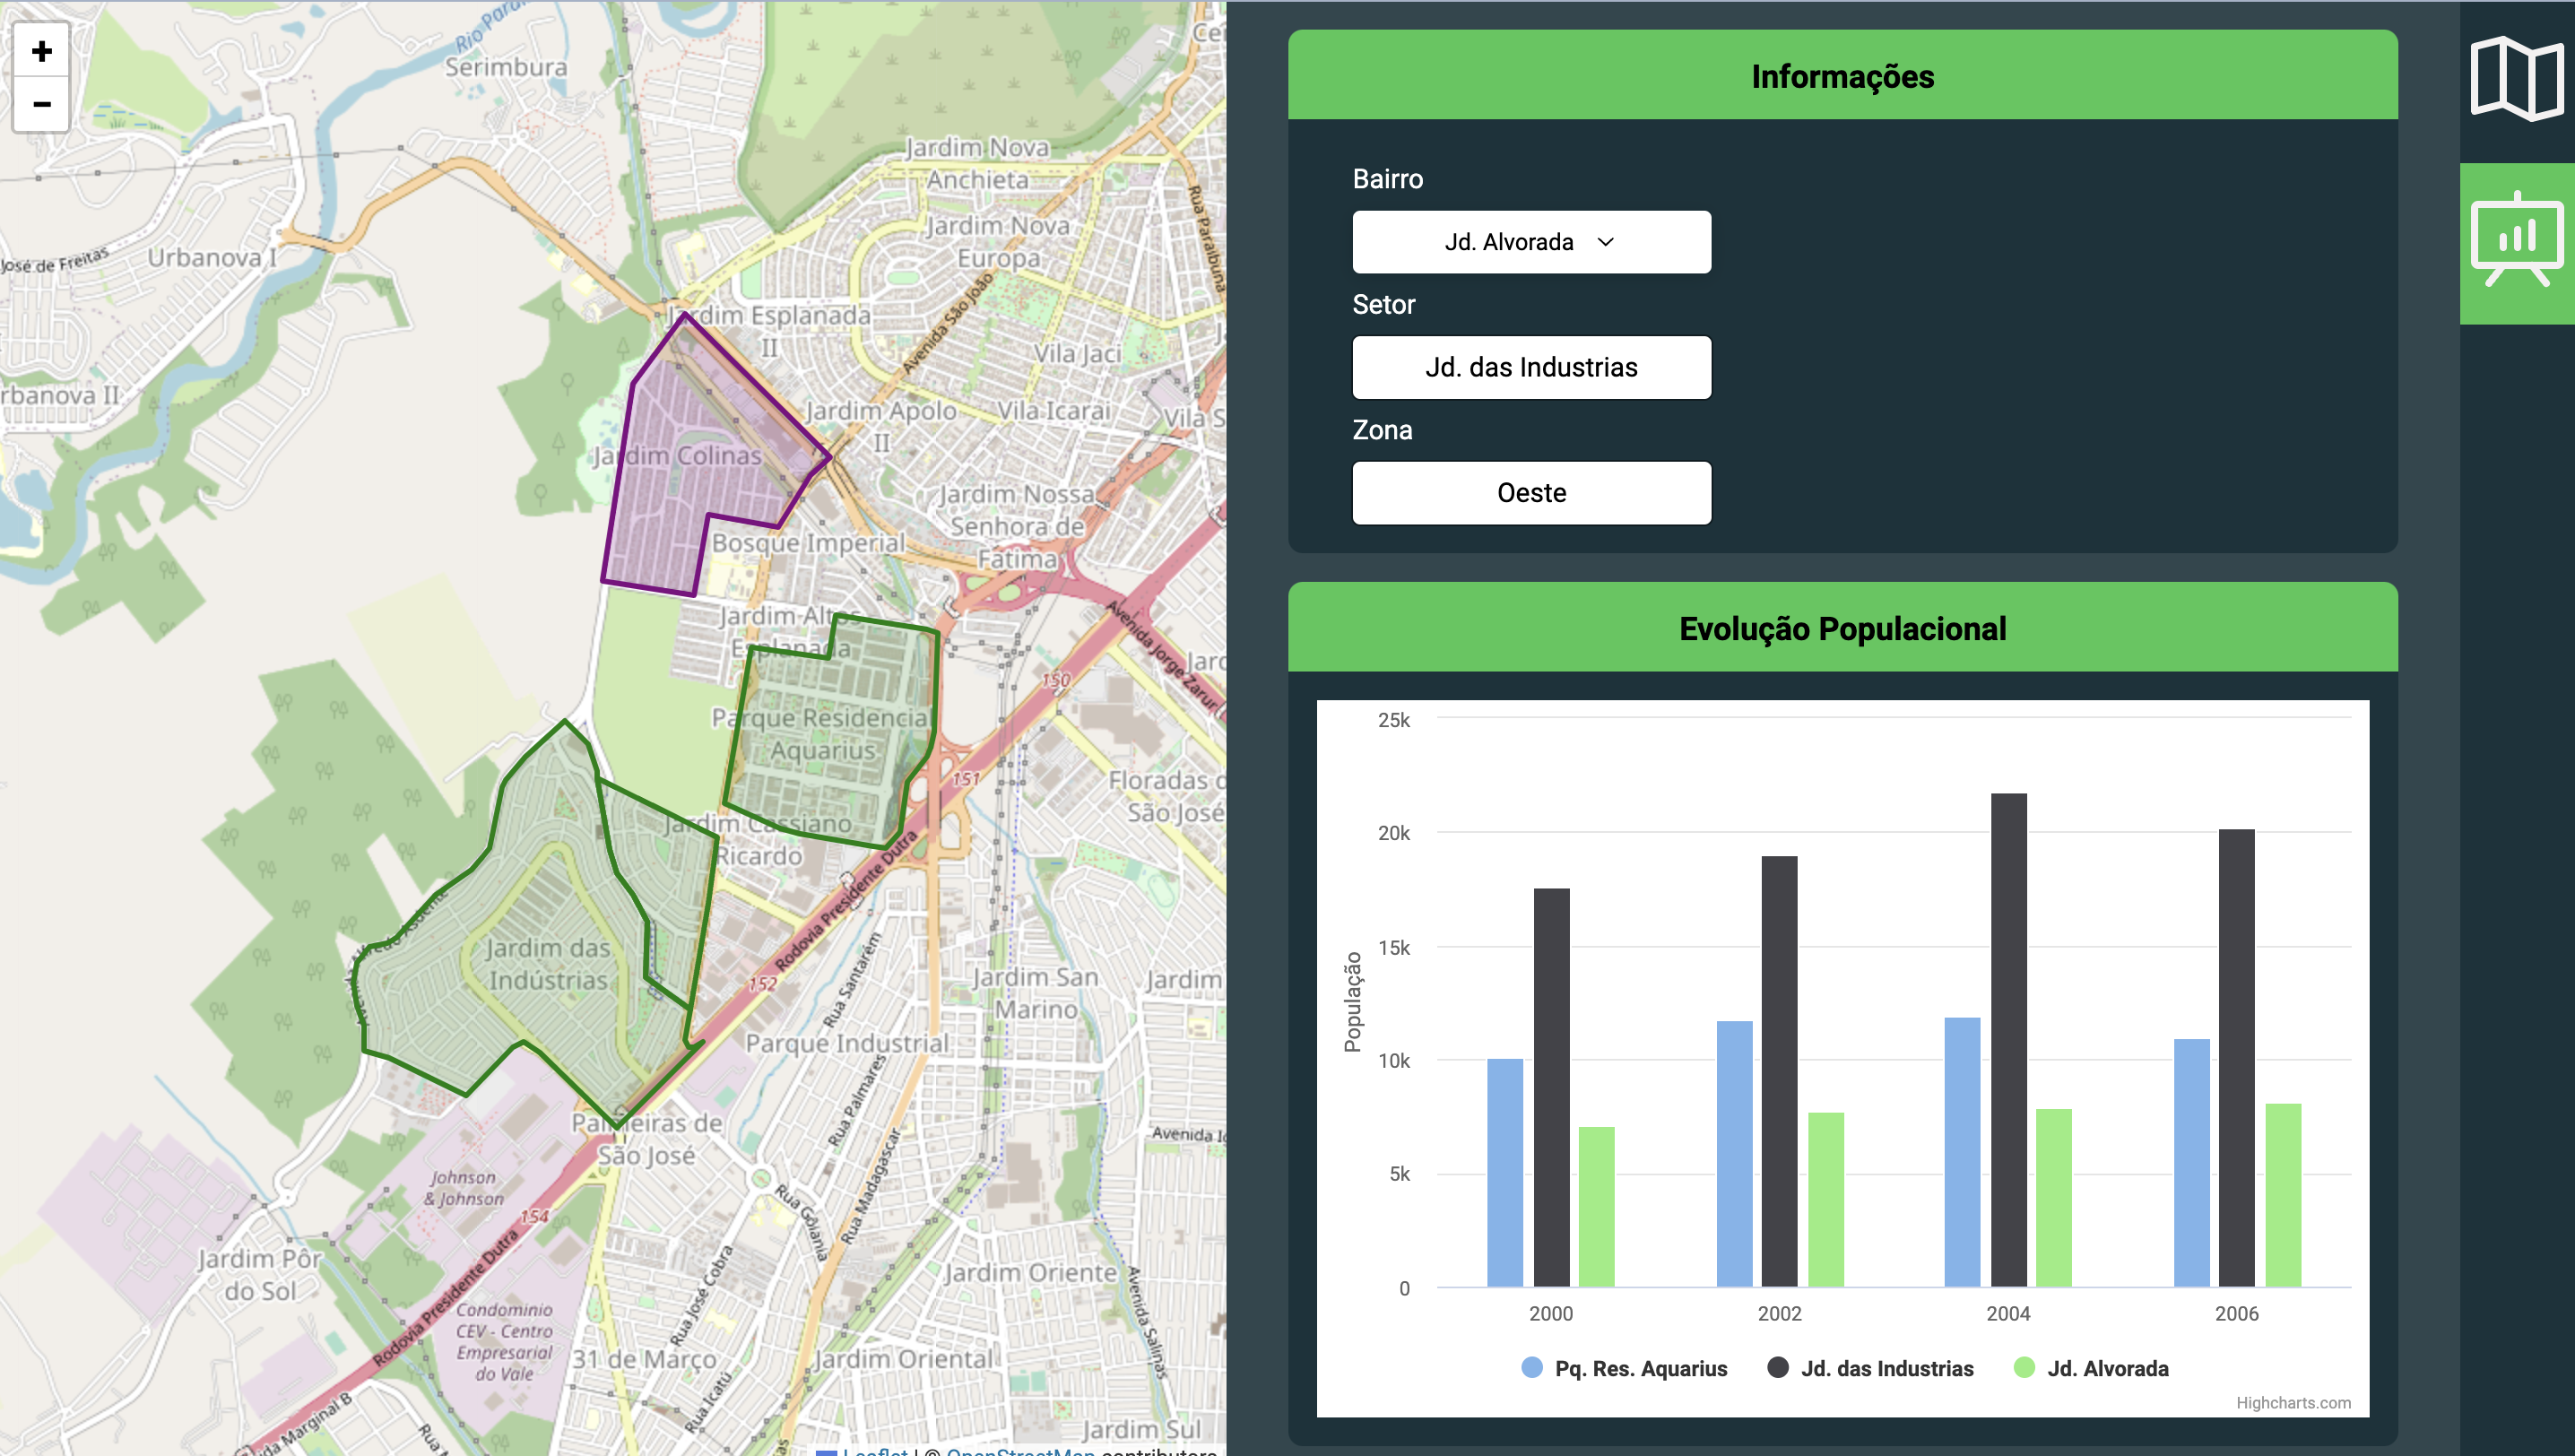 +
−
Serimbura
Jardim Nova
Anchieta
Jardim Nova
Europa
Rua Paraibuna
José de Freitas
Urbanova I
Jardim Esplanada
II
Avenida São João
Vila Jaci
rbanova II
Jardim Apolo
II
Vila Icarai
Vila S
Jardim Colinas
Jardim Nossa
Senhora de
Fatima
Bosque Imperial
Jardim Altos
Esplanada
Avenida Jorge Zarur
Jard
150
Parque Residencial
Aquarius
151
Floradas d
São José
Jardim Cassiano
Ricardo
Rodovia Presidente Dutra
Jardim das
Indústrias
152
Rua Santarém
Jardim San
Marino
Jardim
Parque Industrial
Rua Palmares
Palmeiras de
São José
Johnson
& Johnson
154
Rua Goiânia
Rua Madagascar
Jardim Pôr
do Sol
Rodovia Presidente Dutra
Condominio
CEV - Centro
Empresarial
do Vale
Rua José Cobra
Jardim Oriente
Avenida Salinas
31 de Março
Jardim Oriental
Rua Icatú
da Marginal B
Jardim Sul
Leaflet | © OpenStreetMap contributors
Informações
Bairro
Jd. Alvorada
Setor
Jd. das Industrias
Zona
Oeste
Evolução Populacional
População
25k
20k
15k
10k
5k
0
2000 2002 2004 2006
Pq. Res. Aquarius Jd. das Industrias Jd. Alvorada
Highcharts.com